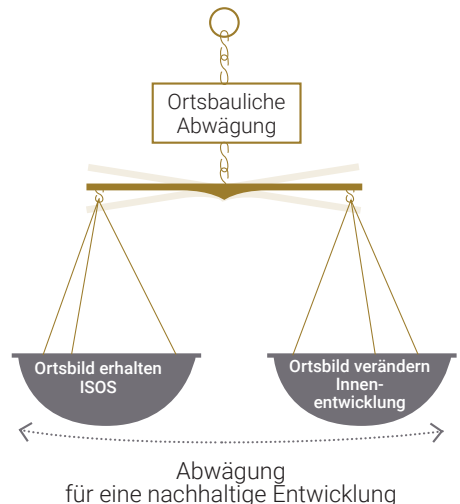 Ortsbauliche
Abwägung
Ortsbild erhalten
ISOS
Ortsbild verändern
Innen-
entwicklung
Abwägung
für eine nachhaltige Entwicklung